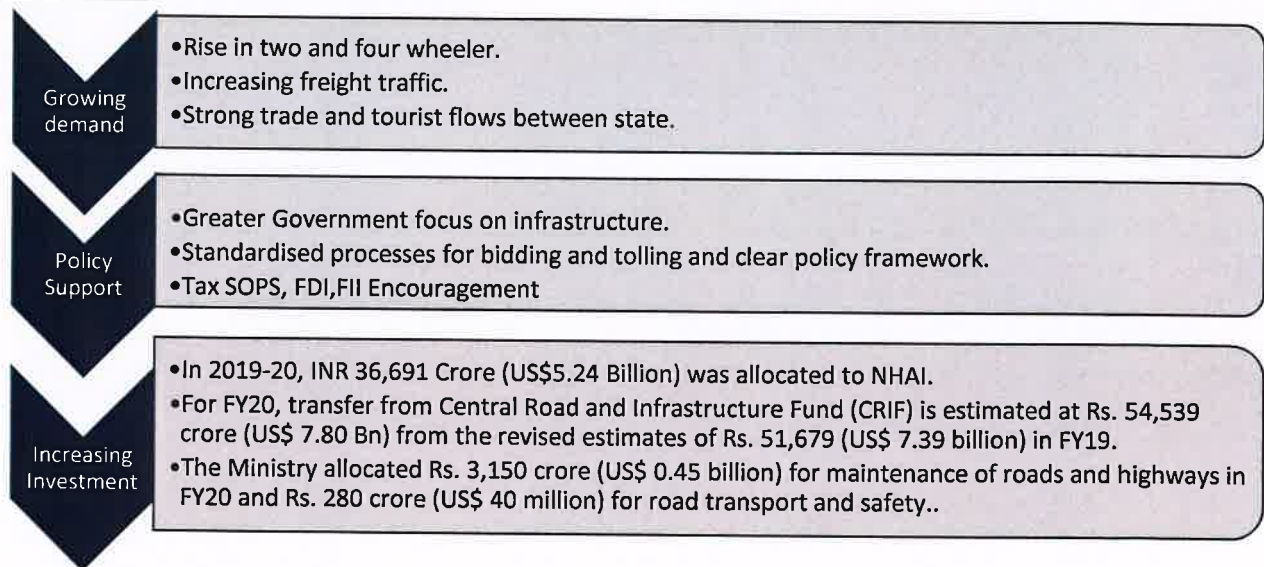 Growing
demand
•Rise in two and four wheeler.
•Increasing freight traffic.
•Strong trade and tourist flows between state.
Policy
Support
•Greater Government focus on infrastructure.
•Standardised processes for bidding and tolling and clear policy framework.
•Tax SOPS, FDI,FII Encouragement
Increasing
Investment
•In 2019-20, INR 36,691 Crore (US$5.24 Billion) was allocated to NHAI.
•For FY20, transfer from Central Road and Infrastructure Fund (CRIF) is estimated at Rs. 54,539
crore (US$ 7.80 Bn) from the revised estimates of Rs. 51,679 (US$ 7.39 billion) in FY19.
•The Ministry allocated Rs. 3,150 crore (US$ 0.45 billion) for maintenance of roads and highways in
FY20 and Rs. 280 crore (US$ 40 million) for road transport and safety..